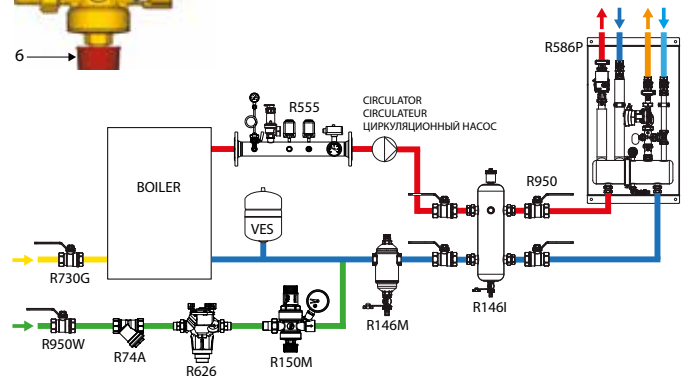 6
R586P
R555
CIRCULATOR
CIRCULATEUR
ЦИРКУЛЯЦИОННЫЙ НАСОС
BOILER
R950
VES
R730G
R146I
R146M
R950W
R74A
R626
R150M